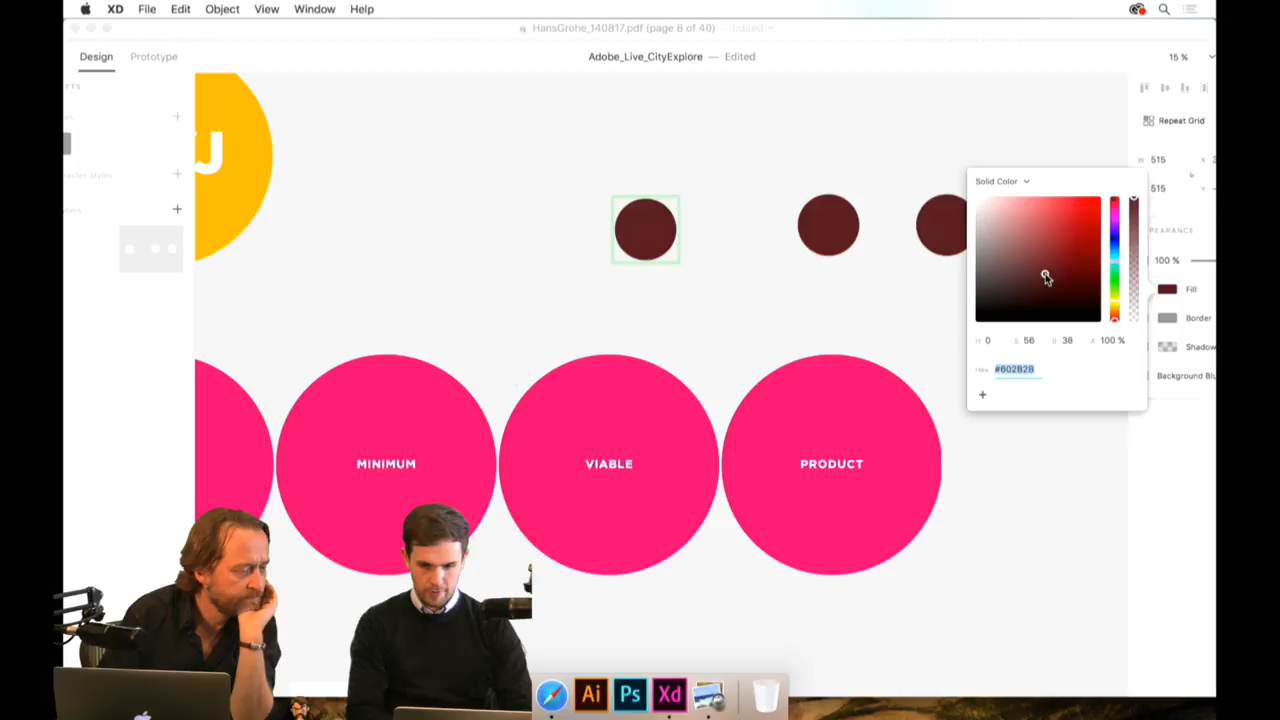 XD File Edit Object View Window Help
HansGrohe_140817.pdf (page 8 of 40) — Edited
Design Prototype
Adobe_Live_CityExplore — Edited
15 %
Repeat Grid
W 515 X
515 Y
Solid Color
100 %
Fill
Border
Shadow
Background Blu
H 0 S 56 B 38 A 100 %
Hex #602B2B
+
MINIMUM
VIABLE
PRODUCT
Ai Ps Xd